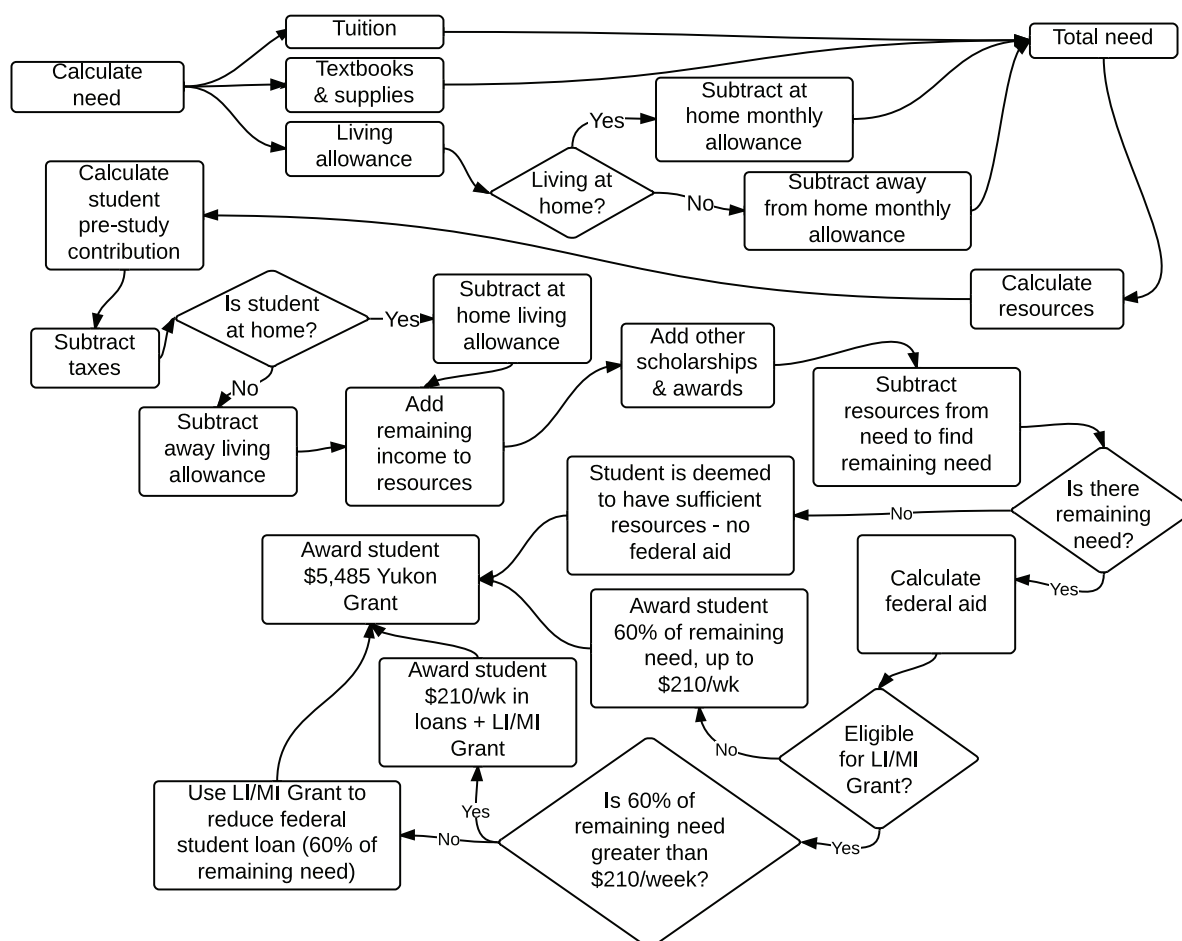 Calculate
need
Tuition
Textbooks
& supplies
Living
allowance
Living at
home?
Yes
Subtract at
home monthly
allowance
No
Subtract away
from home monthly
allowance
Total need
Calculate
resources
Calculate
student
pre-study
contribution
Subtract
taxes
Is student
at home?
Yes
Subtract at
home living
allowance
No
Subtract
away living
allowance
Add
remaining
income to
resources
Add other
scholarships
& awards
Subtract
resources from
need to find
remaining need
Is there
remaining
need?
No
Student is deemed
to have sufficient
resources - no
federal aid
Yes
Calculate
federal aid
Eligible
for LI/MI
Grant?
No
Award student
60% of remaining
need, up to
$210/wk
Yes
Is 60% of
remaining need
greater than
$210/week?
Yes
Award student
$210/wk in
loans + LI/MI
Grant
No
Use LI/MI Grant to
reduce federal
student loan (60% of
remaining need)
Award student
$5,485 Yukon
Grant